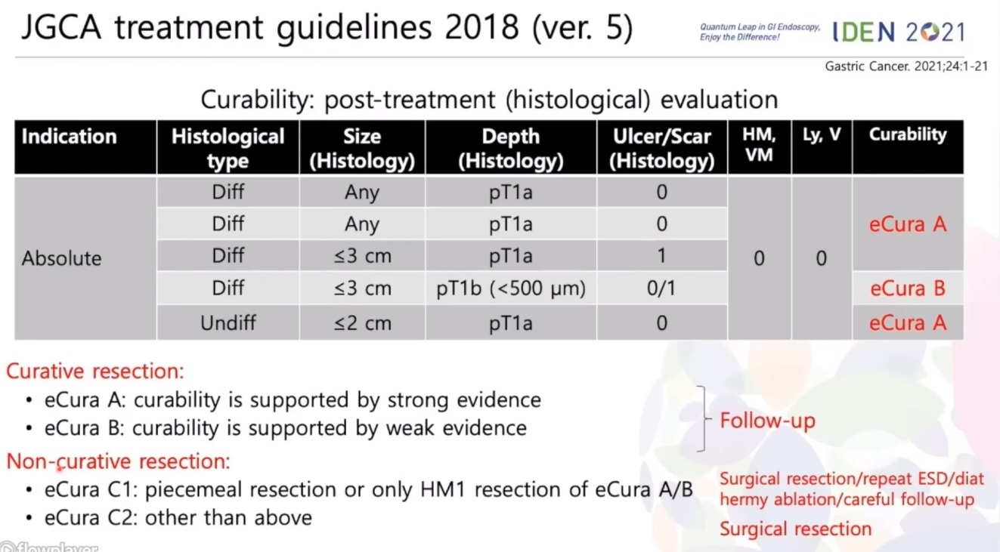 JGCA treatment guidelines 2018 (ver. 5)
Quantum Leap in GI Endoscopy,
Enjoy the Difference!
IDEN 2021
Gastric Cancer. 2021;24:1-21
Curability: post-treatment (histological) evaluation
Indication Histological type Size (Histology) Depth (Histology) Ulcer/Scar (Histology) HM, VM Ly, V Curability
Absolute
Diff Any pT1a 0
Diff Any pT1a 0
Diff ≤3 cm pT1a 1
Diff ≤3 cm pT1b (<500 μm) 0/1
Undiff ≤2 cm pT1a 0
0 0
eCura A
eCura B
eCura A
Curative resection:
• eCura A: curability is supported by strong evidence
• eCura B: curability is supported by weak evidence
Follow-up
Non-curative resection:
• eCura C1: piecemeal resection or only HM1 resection of eCura A/B
Surgical resection/repeat ESD/diat
hermy ablation/careful follow-up
• eCura C2: other than above
Surgical resection
flowplayer